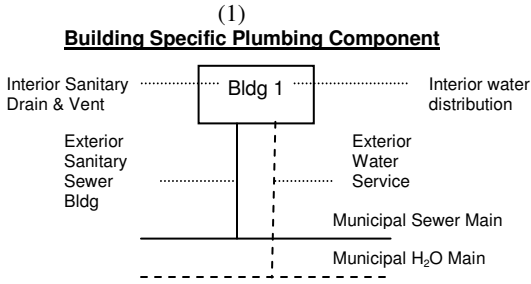 (1)
Building Specific Plumbing Component
Interior Sanitary
Drain & Vent
Bldg 1
Interior water
distribution
Exterior
Sanitary
Sewer
Bldg
Exterior
Water
Service
Municipal Sewer Main
Municipal H₂O Main